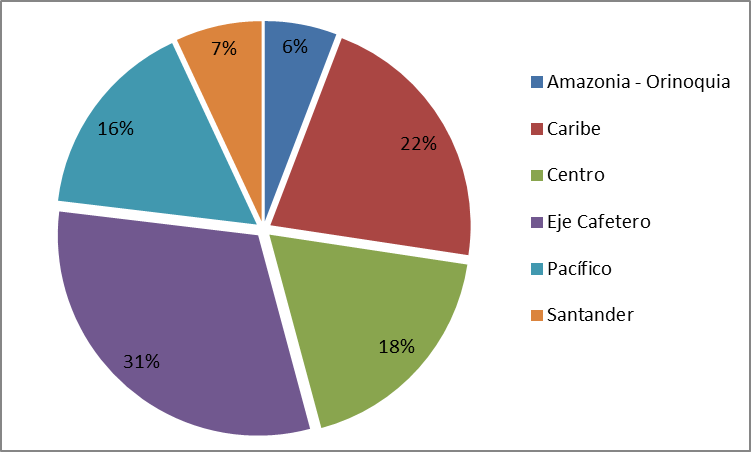 7%
6%
16%
22%
31%
18%
Amazonia - Orinoquia
Caribe
Centro
Eje Cafetero
Pacífico
Santander